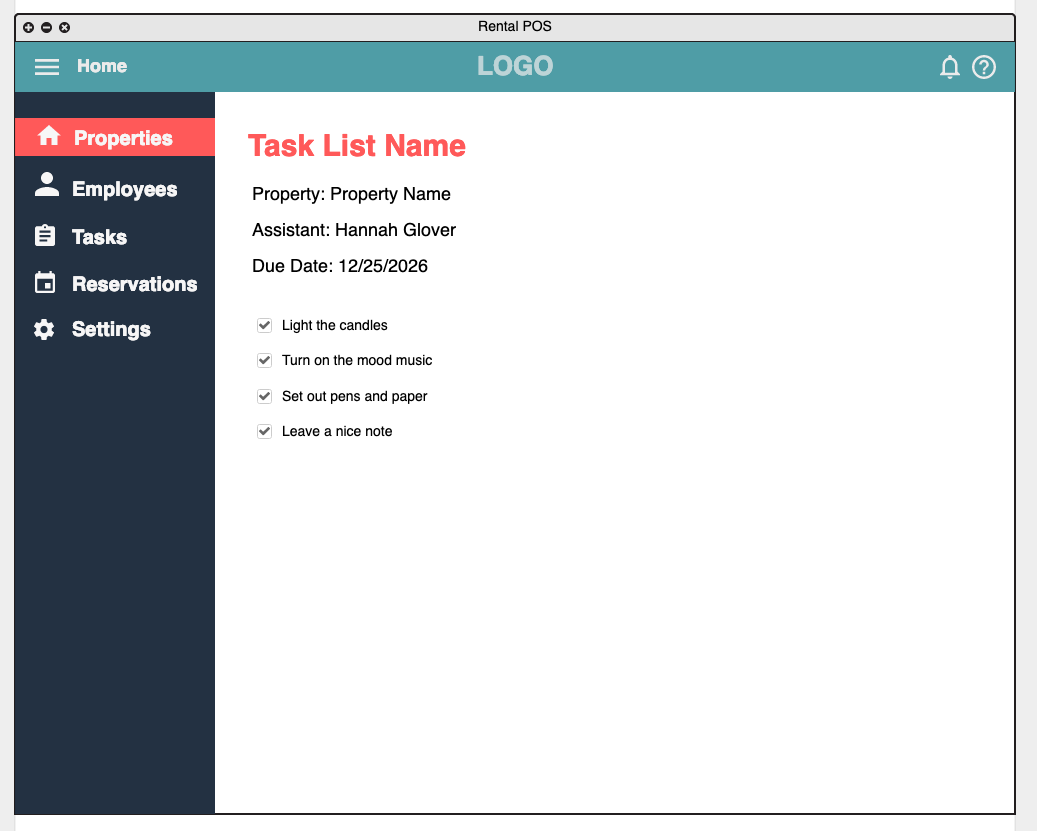 Rental POS
Home
LOGO
Properties
Employees
Tasks
Reservations
Settings
Task List Name
Property: Property Name
Assistant: Hannah Glover
Due Date: 12/25/2026
Light the candles
Turn on the mood music
Set out pens and paper
Leave a nice note